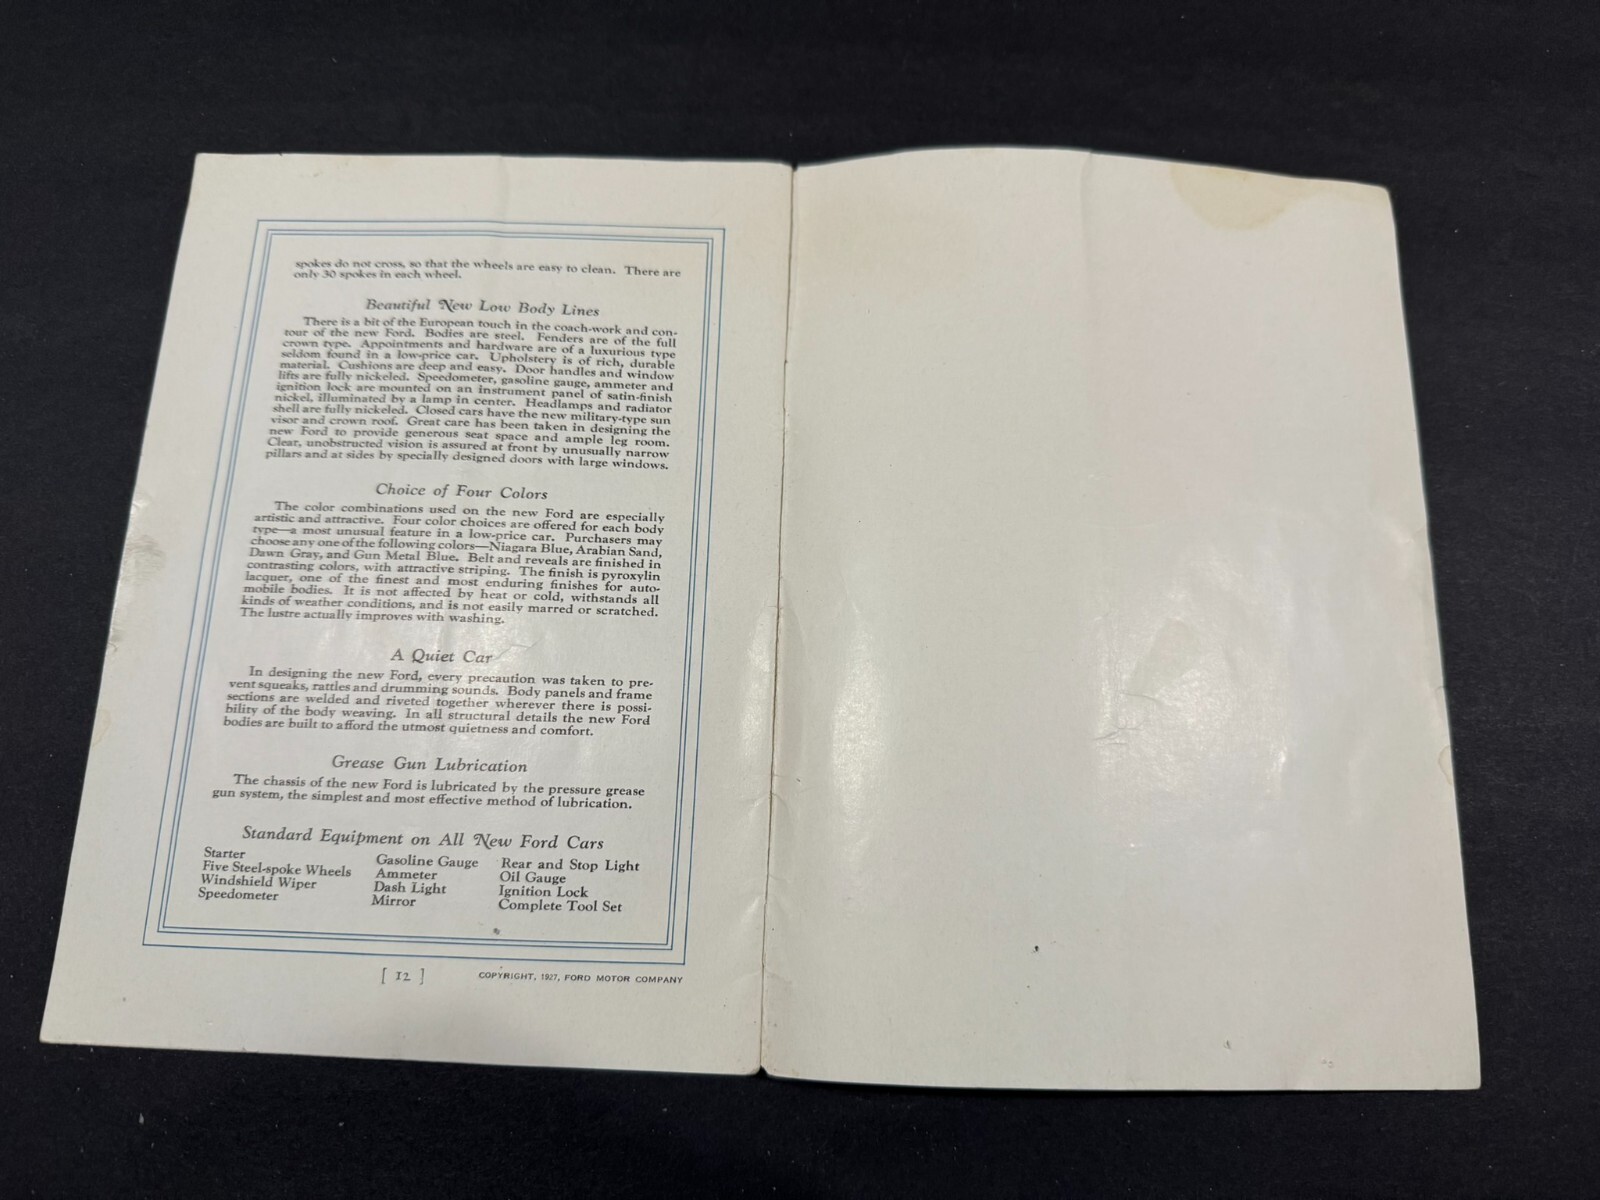 spokes do not cross, so that the wheels are easy to clean. There are
only 30 spokes in each wheel.
Beautiful New Low Body Lines
There is a bit of the European touch in the coach-work and con-
tour of the new Ford. Bodies are steel. Fenders are of the full
crown type. Appointments and hardware are of a luxurious type
seldom found in a low-price car. Upholstery is of rich, durable
material. Cushions are deep and easy. Door handles and window
lifts are fully nickeled. Speedometer, gasoline gauge, ammeter and
ignition lock are mounted on an instrument panel of satin-finish
nickel, illuminated by a lamp in center. Headlamps and radiator
shell are fully nickeled. Closed cars have the new military-type sun
visor and crown roof. Great care has been taken in designing the
new Ford to provide generous seat space and ample leg room.
Clear, unobstructed vision is assured at front by unusually narrow
pillars and at sides by specially designed doors with large windows.
Choice of Four Colors
The color combinations used on the new Ford are especially
artistic and attractive. Four color choices are offered for each body
type—a most unusual feature in a low-price car. Purchasers may
choose any one of the following colors—Niagara Blue, Arabian Sand,
Dawn Gray, and Gun Metal Blue. Belt and reveals are finished in
contrasting colors, with attractive striping. The finish is pyroxylin
lacquer, one of the finest and most enduring finishes for auto-
mobile bodies. It is not affected by heat or cold, withstands all
kinds of weather conditions, and is not easily marred or scratched.
The lustre actually improves with washing.
A Quiet Car
In designing the new Ford, every precaution was taken to pre-
vent squeaks, rattles and drumming sounds. Body panels and frame
sections are welded and riveted together wherever there is possi-
bility of the body weaving. In all structural details the new Ford
bodies are built to afford the utmost quietness and comfort.
Grease Gun Lubrication
The chassis of the new Ford is lubricated by the pressure grease
gun system, the simplest and most effective method of lubrication.
Standard Equipment on All New Ford Cars
Starter
Five Steel-spoke Wheels
Windshield Wiper
Speedometer
Gasoline Gauge
Ammeter
Dash Light
Mirror
Rear and Stop Light
Oil Gauge
Ignition Lock
Complete Tool Set
[ 12 ]
COPYRIGHT, 1927, FORD MOTOR COMPANY